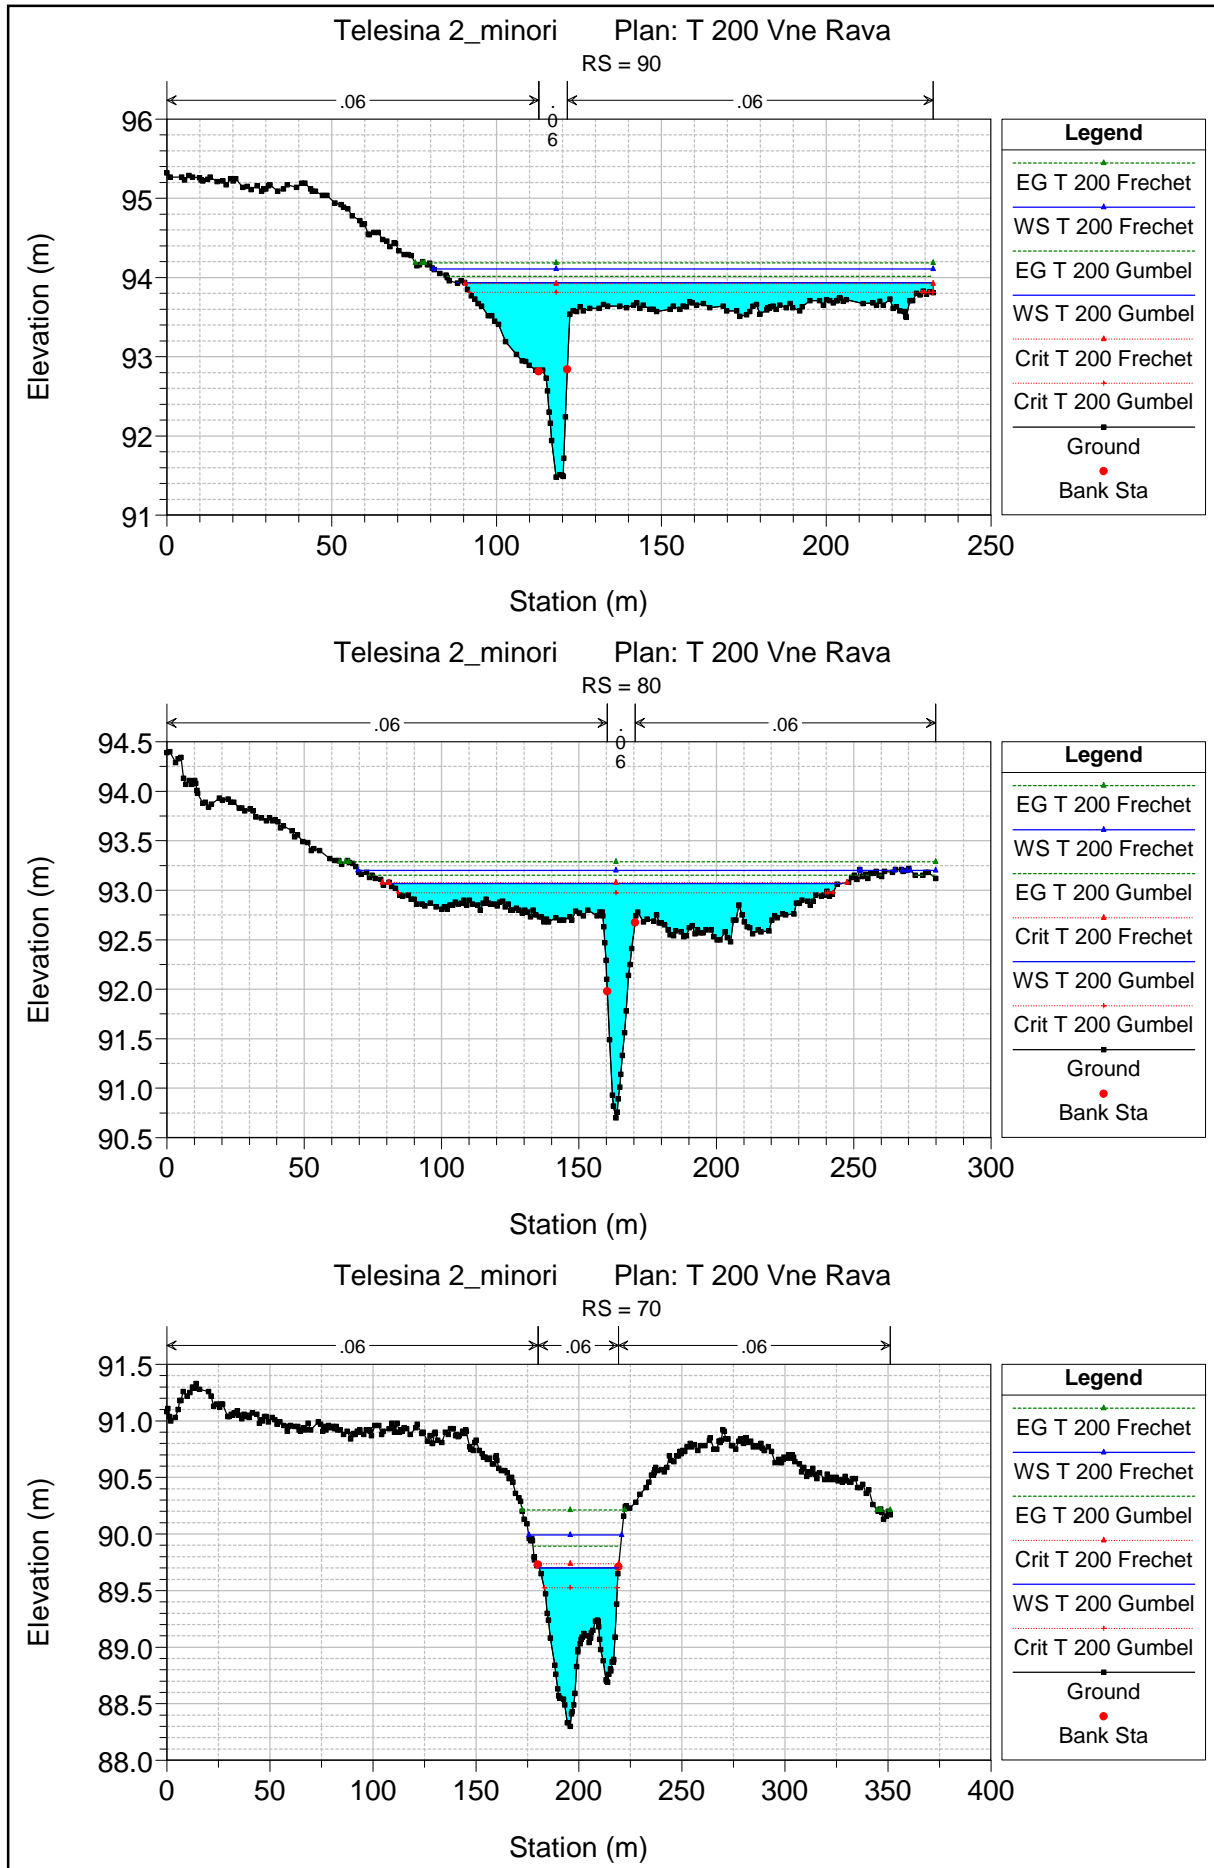 Telesina 2_minori Plan: T 200 Vne Rava
RS = 90
.06 .06 .06
96
95
94
93
92
91
0 50 100 150 200 250
Elevation (m)
Station (m)
Legend
EG T 200 Frechet
WS T 200 Frechet
EG T 200 Gumbel
WS T 200 Gumbel
Crit T 200 Frechet
Crit T 200 Gumbel
Ground
Bank Sta
Telesina 2_minori Plan: T 200 Vne Rava
RS = 80
.06 .06 .06
94.5
94.0
93.5
93.0
92.5
92.0
91.5
91.0
90.5
0 50 100 150 200 250 300
Elevation (m)
Station (m)
Legend
EG T 200 Frechet
WS T 200 Frechet
EG T 200 Gumbel
Crit T 200 Frechet
WS T 200 Gumbel
Crit T 200 Gumbel
Ground
Bank Sta
Telesina 2_minori Plan: T 200 Vne Rava
RS = 70
.06 .06 .06
91.5
91.0
90.5
90.0
89.5
89.0
88.5
88.0
0 50 100 150 200 250 300 350 400
Elevation (m)
Station (m)
Legend
EG T 200 Frechet
WS T 200 Frechet
EG T 200 Gumbel
Crit T 200 Frechet
WS T 200 Gumbel
Crit T 200 Gumbel
Ground
Bank Sta